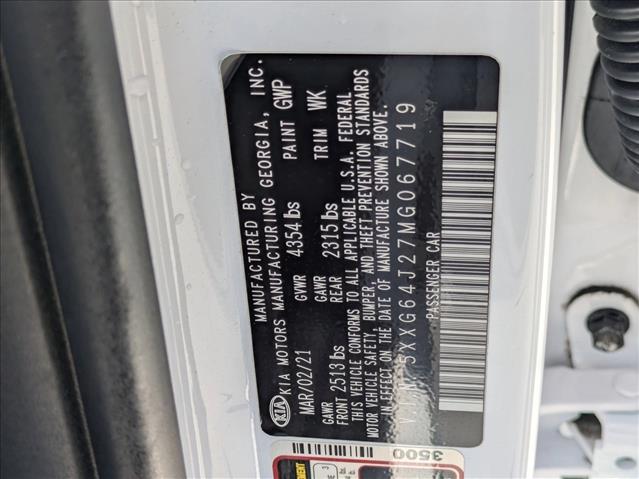 MANUFACTURED BY
KIA KIA MOTORS MANUFACTURING GEORGIA, INC.
MAR/02/21 GVWR 4354 lbs PAINT GWP
GAWR FRONT 2513 lbs GAWR REAR 2315 lbs TRIM WK
THIS VEHICLE CONFORMS TO ALL APPLICABLE U.S.A. FEDERAL
MOTOR VEHICLE SAFETY, BUMPER, AND THEFT PREVENTION STANDARDS
IN EFFECT ON THE DATE OF MANUFACTURE SHOWN ABOVE.
5XXG64J27MG067719
PASSENGER CAR
3500